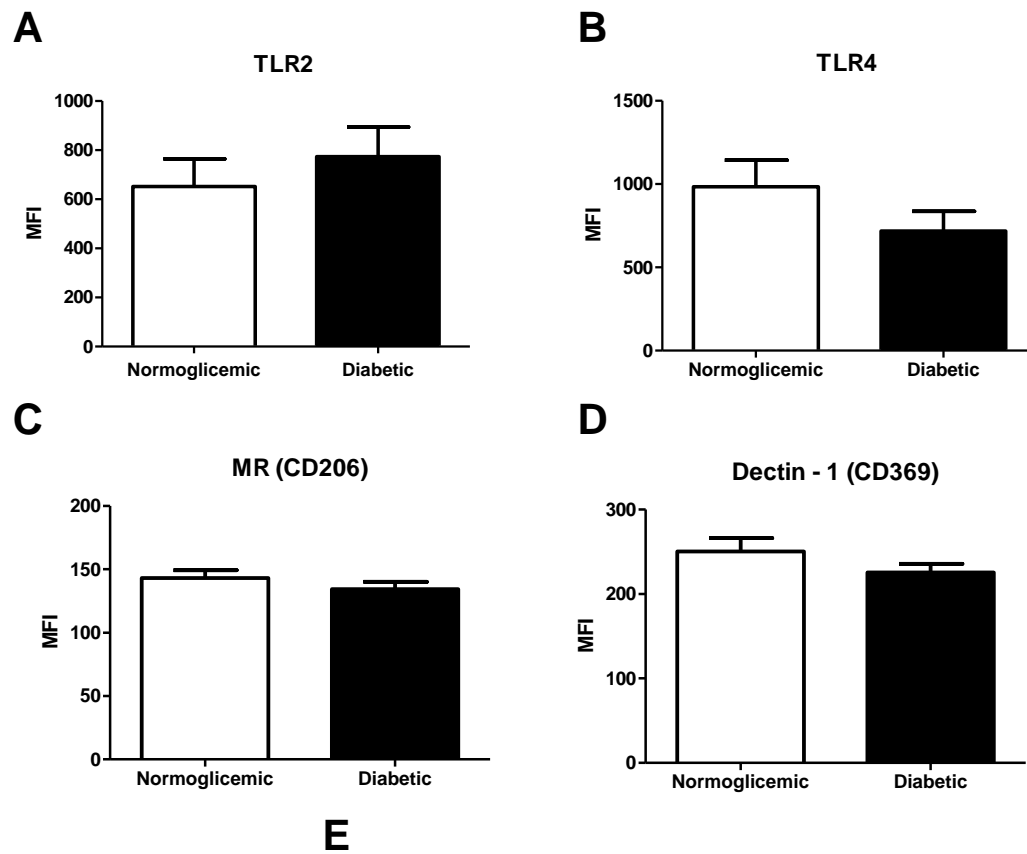 A
TLR2
1000
800
600
400
200
0
MFI
Normoglicemic Diabetic
B
TLR4
1500
1000
500
0
MFI
Normoglicemic Diabetic
C
MR (CD206)
200
150
100
50
0
MFI
Normoglicemic Diabetic
D
Dectin - 1 (CD369)
300
200
100
0
MFI
Normoglicemic Diabetic
E